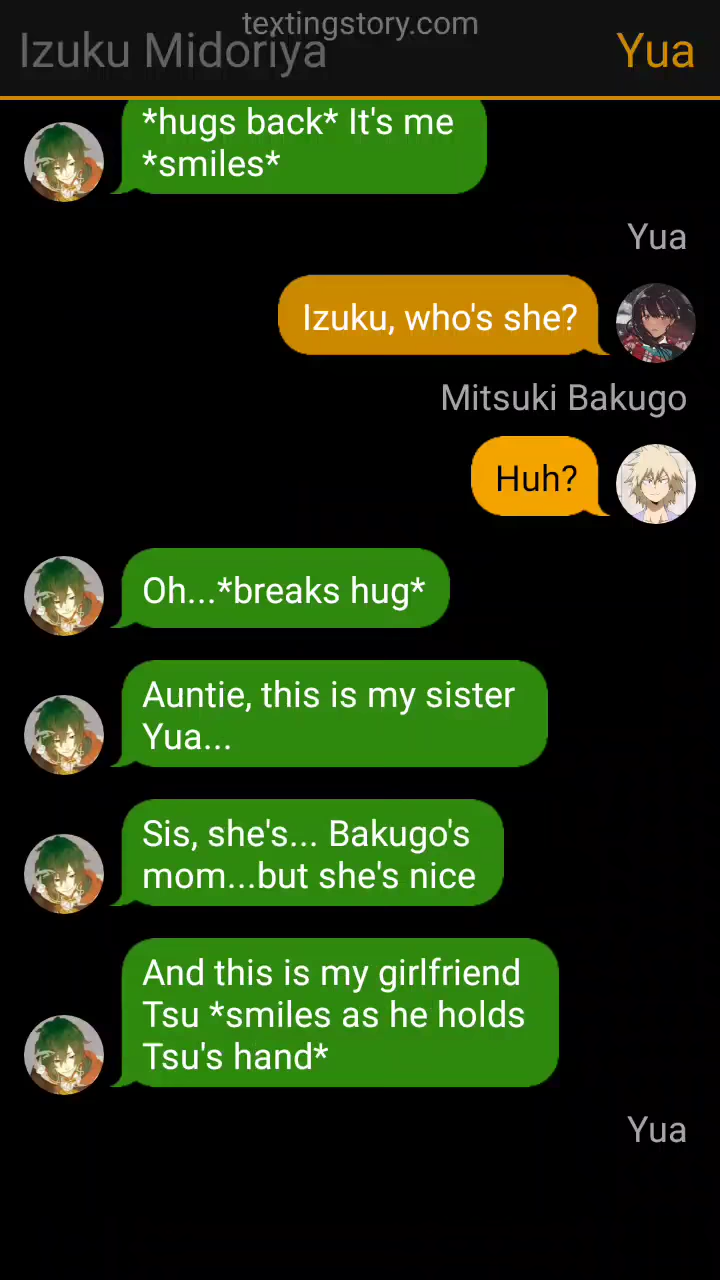 textingstory.com
Izuku Midoriya
Yua
*hugs back* It's me
*smiles*
Yua
Izuku, who's she?
Mitsuki Bakugo
Huh?
Oh...*breaks hug*
Auntie, this is my sister
Yua...
Sis, she's... Bakugo's
mom...but she's nice
And this is my girlfriend
Tsu *smiles as he holds
Tsu's hand*
Yua